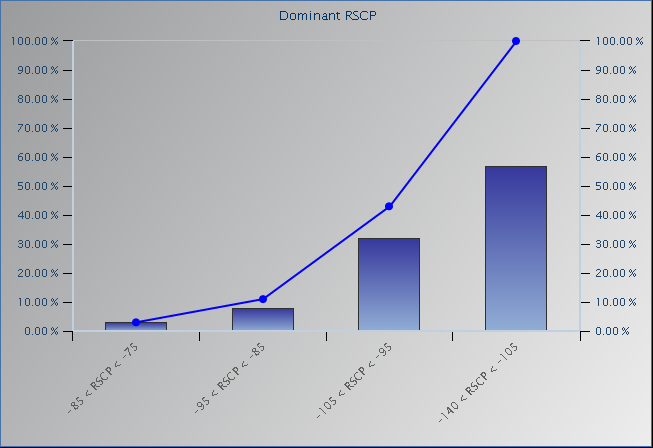 Dominant RSCP
100.00 % 100.00 %
90.00 % 90.00 %
80.00 % 80.00 %
70.00 % 70.00 %
60.00 % 60.00 %
50.00 % 50.00 %
40.00 % 40.00 %
30.00 % 30.00 %
20.00 % 20.00 %
10.00 % 10.00 %
0.00 % 0.00 %
-85 < RSCP < -75
-95 < RSCP < -85
-105 < RSCP < -95
-140 < RSCP < -105